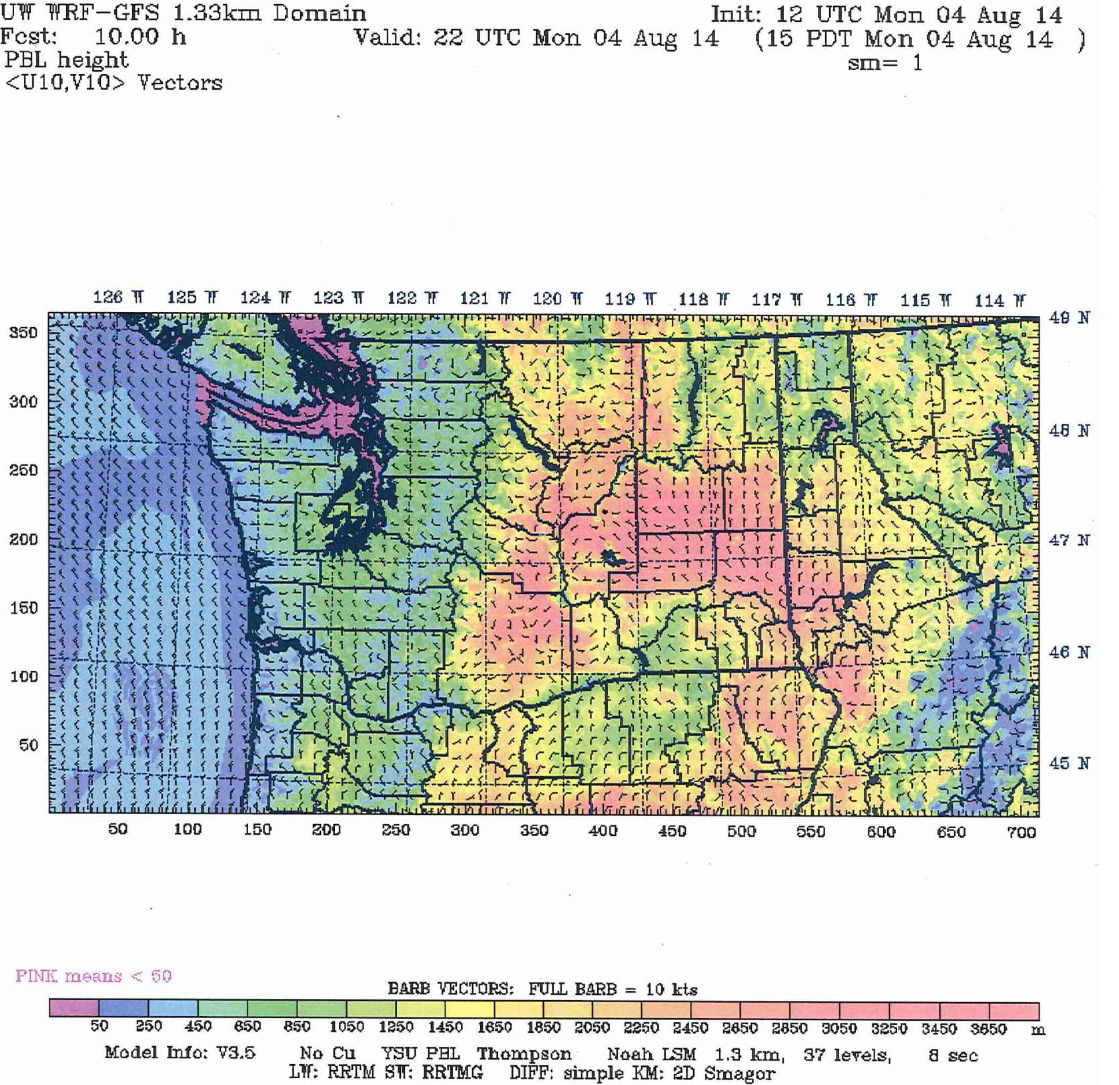 UW WRF-GFS 1.33km Domain Init: 12 UTC Mon 04 Aug 14
Fcst: 10.00 h Valid: 22 UTC Mon 04 Aug 14 (15 PDT Mon 04 Aug 14 )
PBL height sm= 1
<U10,V10> Vectors
126 W 125 W 124 W 123 W 122 W 121 W 120 W 119 W 118 W 117 W 116 W 115 W 114 W
350 49 N
300
48 N
250
200 47 N
150
46 N
100
50
45 N
50 100 150 200 250 300 350 400 450 500 550 600 650 700
PINK means < 50
BARB VECTORS: FULL BARB = 10 kts
50 250 450 650 850 1050 1250 1450 1650 1850 2050 2250 2450 2650 2850 3050 3250 3450 3650 m
Model Info: V3.5 No Cu YSU PBL Thompson Noah LSM 1.3 km, 37 levels, 8 sec
LW: RRTM SW: RRTMG DIFF: simple KM: 2D Smagor